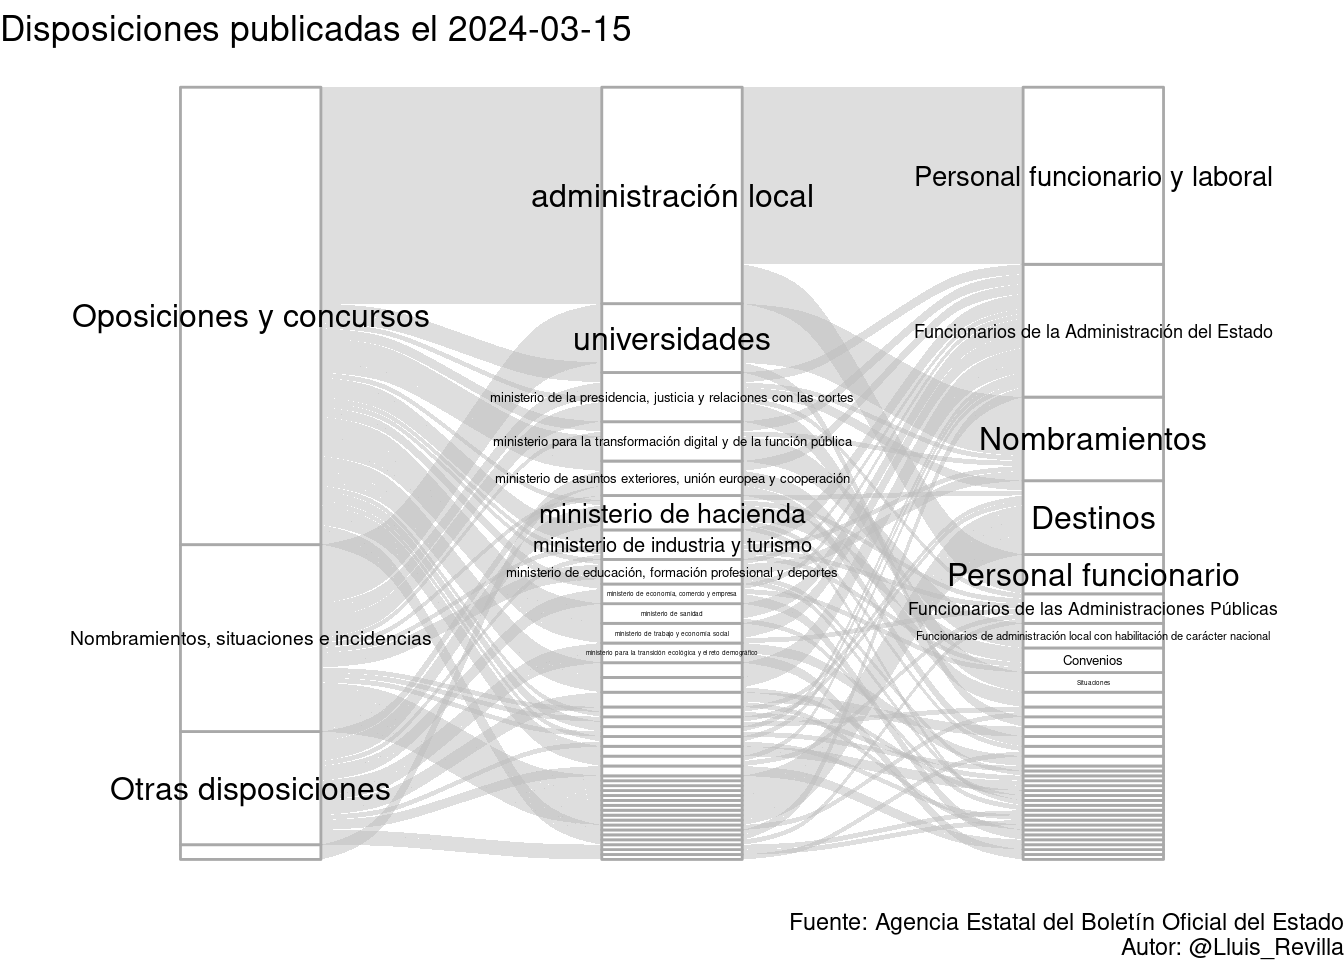 Disposiciones publicadas el 2024-03-15
Oposiciones y concursos
Nombramientos, situaciones e incidencias
Otras disposiciones
administración local
universidades
ministerio de la presidencia, justicia y relaciones con las cortes
ministerio para la transformación digital y de la función pública
ministerio de asuntos exteriores, unión europea y cooperación
ministerio de hacienda
ministerio de industria y turismo
ministerio de educación, formación profesional y deportes
ministerio de economía, comercio y empresa
ministerio de sanidad
ministerio de trabajo y economía social
ministerio para la transición ecológica y el reto demográfico
Personal funcionario y laboral
Funcionarios de la Administración del Estado
Nombramientos
Destinos
Personal funcionario
Funcionarios de las Administraciones Públicas
Funcionarios de administración local con habilitación de carácter nacional
Convenios
Situaciones
Fuente: Agencia Estatal del Boletín Oficial del Estado
Autor: @Lluis_Revilla